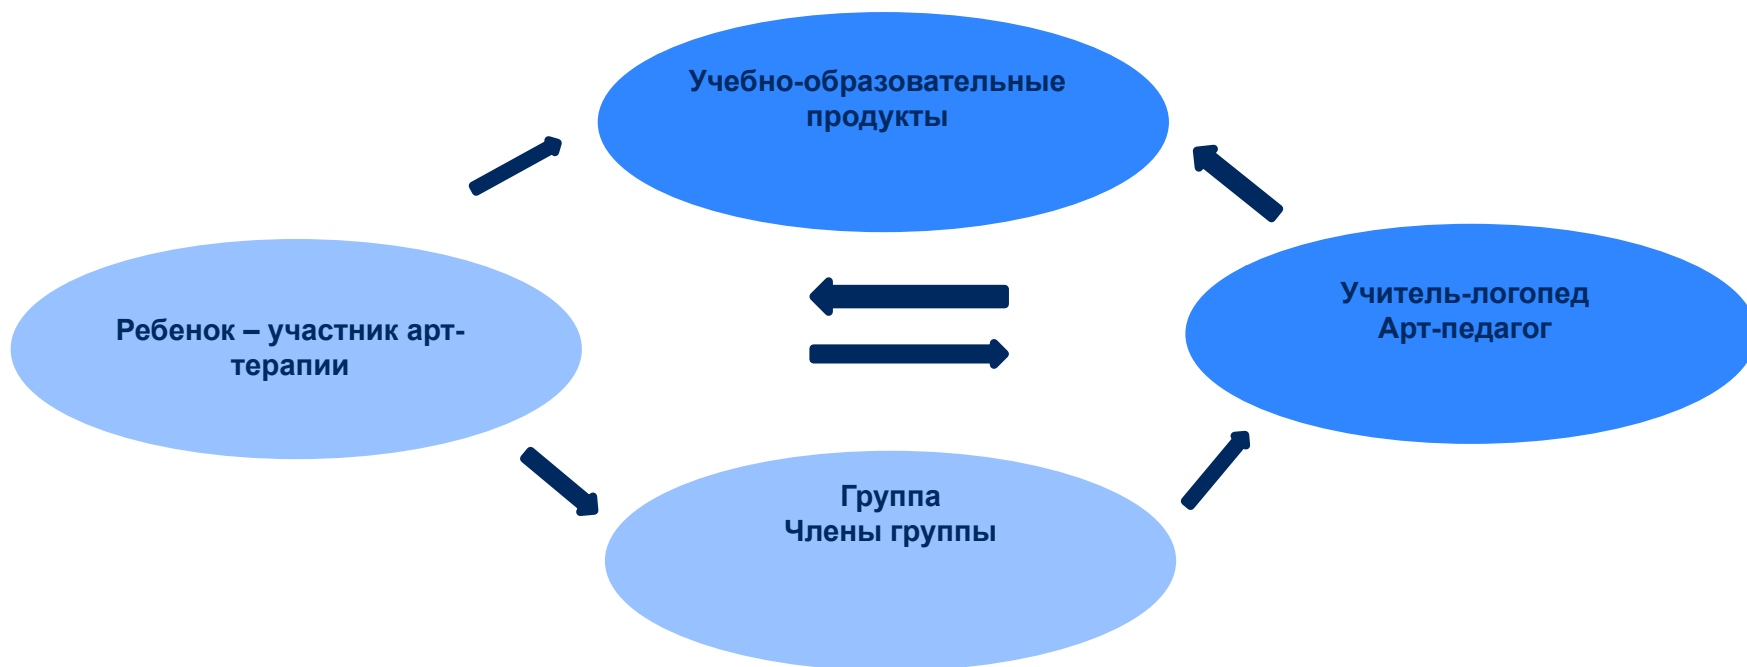 Учебно-образовательные
продукты
Учитель-логопед
Арт-педагог
Ребенок – участник арт-
терапии
Группа
Члены группы